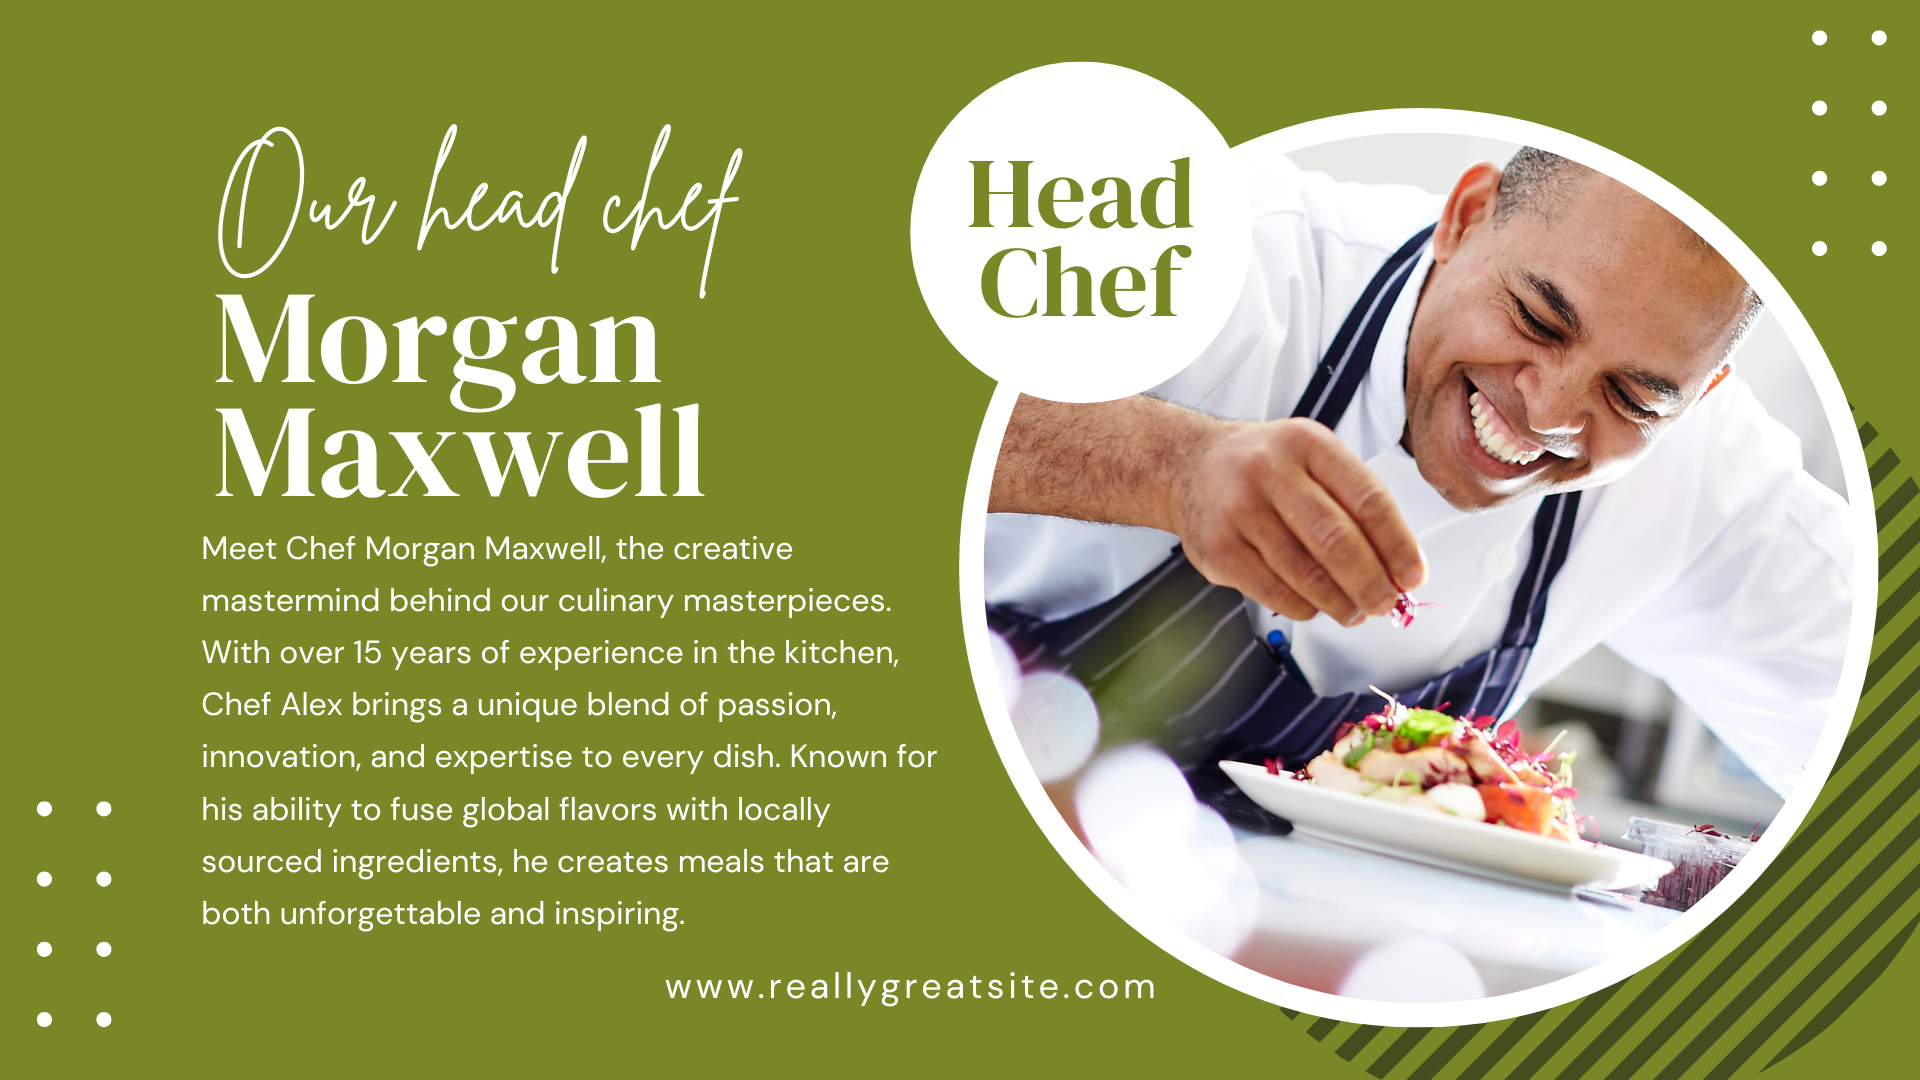 Our head chef
Morgan
Maxwell
Meet Chef Morgan Maxwell, the creative
mastermind behind our culinary masterpieces.
With over 15 years of experience in the kitchen,
Chef Alex brings a unique blend of passion,
innovation, and expertise to every dish. Known for
his ability to fuse global flavors with locally
sourced ingredients, he creates meals that are
both unforgettable and inspiring.
www.reallygreatsite.com
Head
Chef